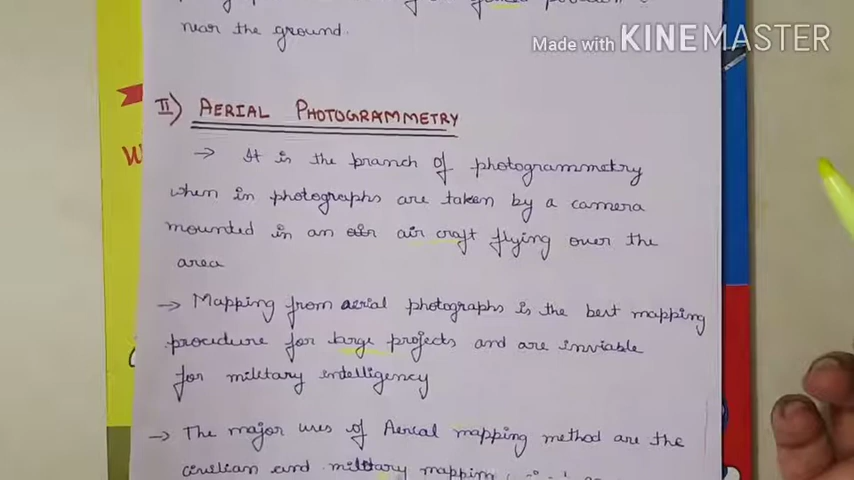 near the ground.
Made with KINEMASTER
II) AERIAL PHOTOGRAMMETRY
→ It is the branch of photogrammetry
when in photographs are taken by a camera
mounted in an air air craft flying over the
area
→ Mapping from aerial photographs is the best mapping
procedure for large projects and are inviable
for military intelligency
→ The major uses of Aerial mapping method are the
civilian and military mapping